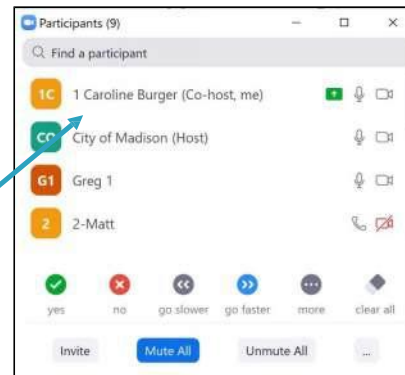 Participants (9)
Find a participant
1C 1 Caroline Burger (Co-host, me)
CO City of Madison (Host)
G1 Greg 1
2 2-Matt
yes no go slower go faster more clear all
Invite Mute All Unmute All ...